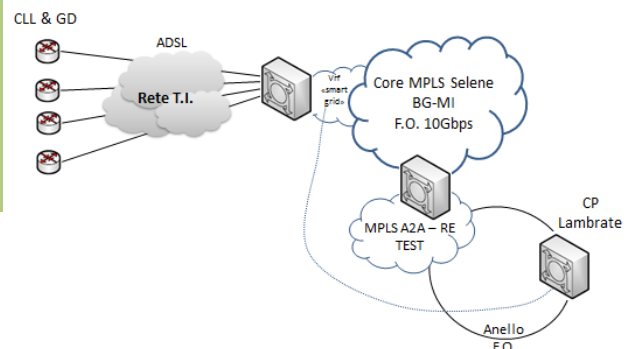 CLL & GD
ADSL
Rete T.I.
Vrf
«smart
grid»
Core MPLS Selene
BG-MI
F.O. 10Gbps
MPLS A2A – RE
TEST
CP
Lambrate
Anello
F.O.